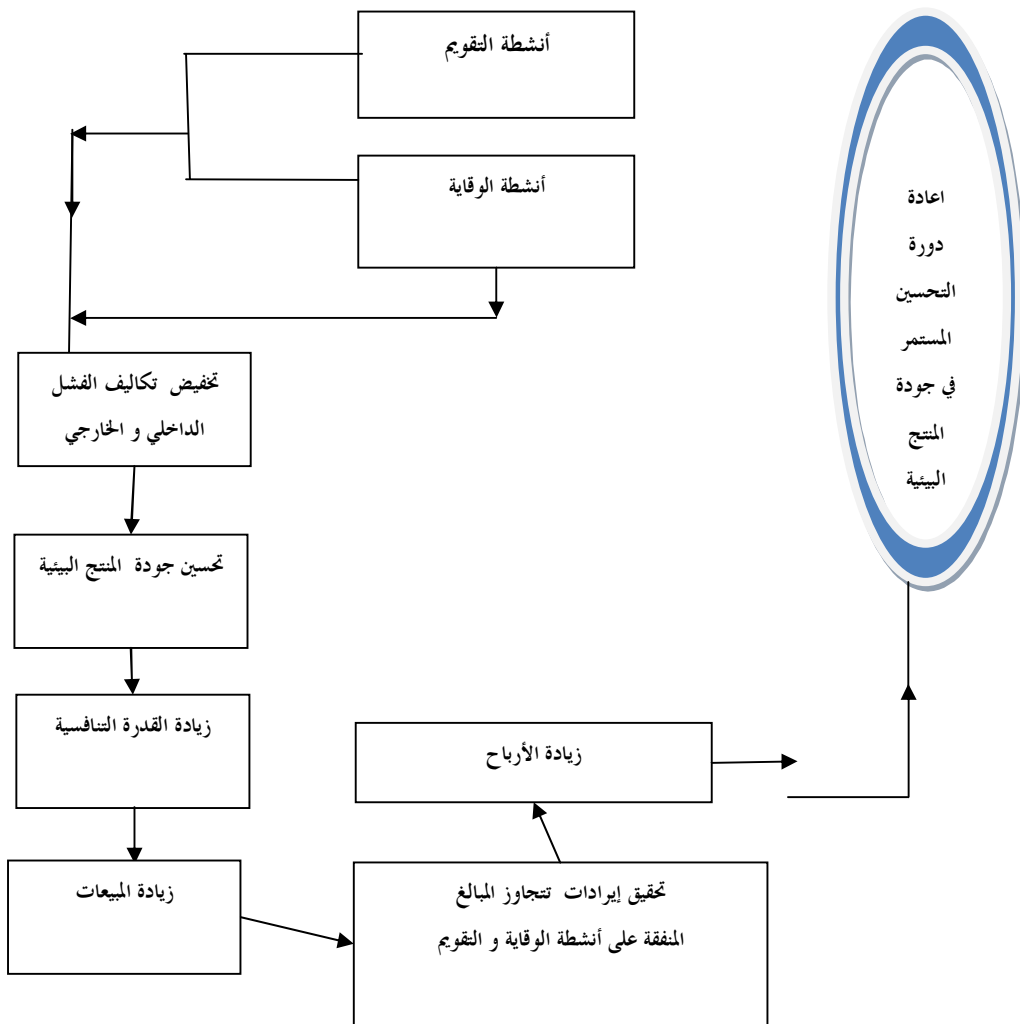 أنشطة التقويم
أنشطة الوقاية
اعادة
دورة
التحسين
المستمر
في جودة
المنتج
البيئية
تخفيض تكاليف الفشل
الداخلي و الخارجي
تحسين جودة المنتج البيئية
زيادة القدرة التنافسية
زيادة المبيعات
تحقيق إيرادات تتجاوز المبالغ
المنفقة على أنشطة الوقاية و التقويم
زيادة الأرباح